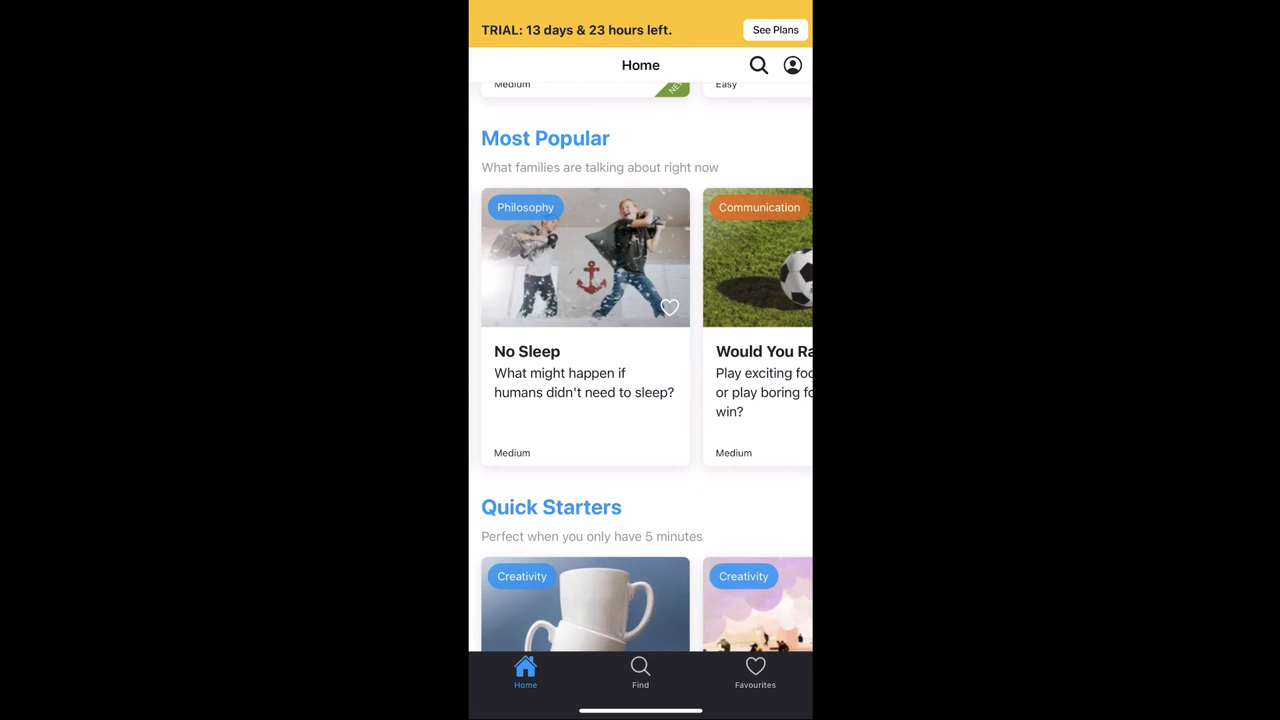 TRIAL: 13 days & 23 hours left.
See Plans
Home
Medium
NEW
Easy
Most Popular
What families are talking about right now
Philosophy
Communication
No Sleep
What might happen if
humans didn't need to sleep?
Medium
Would You Ra
Play exciting foo
or play boring fo
win?
Medium
Quick Starters
Perfect when you only have 5 minutes
Creativity
Creativity
Home
Find
Favourites